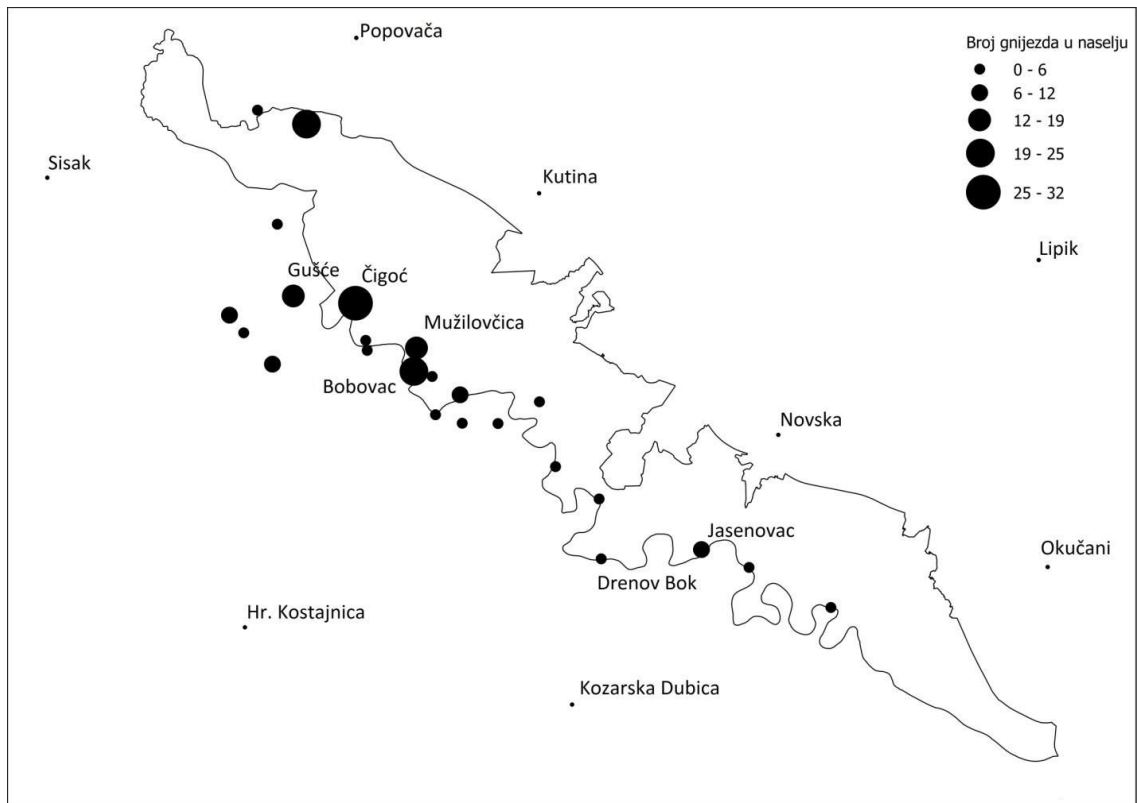 Popovača
Broj gnijezda u naselju
0 - 6
6 - 12
12 - 19
19 - 25
25 - 32
Sisak
Kutina
Lipik
Gušće
Čigoć
Mužilovčica
Bobovac
Novska
Jasenovac
Okučani
Drenov Bok
Hr. Kostajnica
Kozarska Dubica